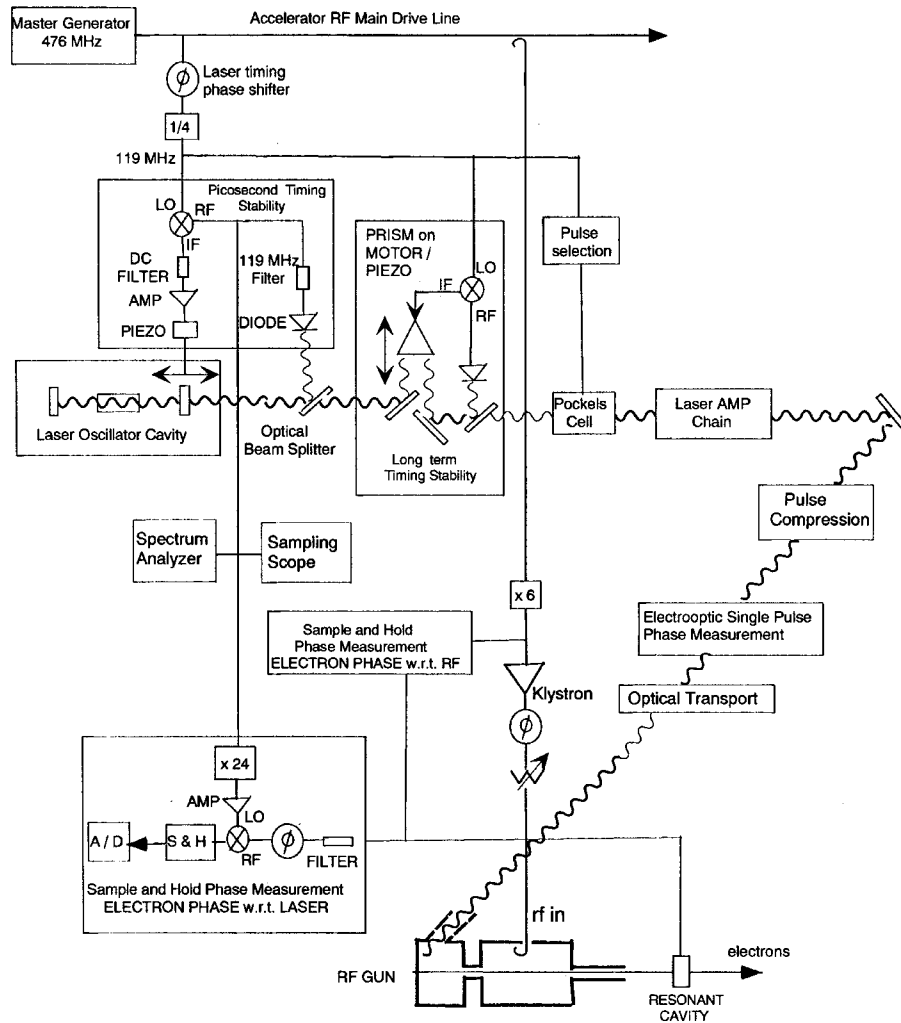 Master Generator
476 MHz
Accelerator RF Main Drive Line
ϕ
Laser timing
phase shifter
1/4
119 MHz
LO
RF
Picosecond Timing
Stability
IF
DC
FILTER
AMP
PIEZO
119 MHz
Filter
DIODE
PRISM on
MOTOR /
PIEZO
LO
IF
RF
Pulse
selection
Laser Oscillator Cavity
Optical
Beam Splitter
Long term
Timing Stability
Pockels
Cell
Laser AMP
Chain
Pulse
Compression
Spectrum
Analyzer
Sampling
Scope
x 6
Electrooptic Single Pulse
Phase Measurement
Sample and Hold
Phase Measurement
ELECTRON PHASE w.r.t. RF
Klystron
ϕ
Optical Transport
x 24
AMP
LO
A / D
S & H
RF
ϕ
FILTER
Sample and Hold Phase Measurement
ELECTRON PHASE w.r.t. LASER
rf in
RF GUN
electrons
RESONANT
CAVITY